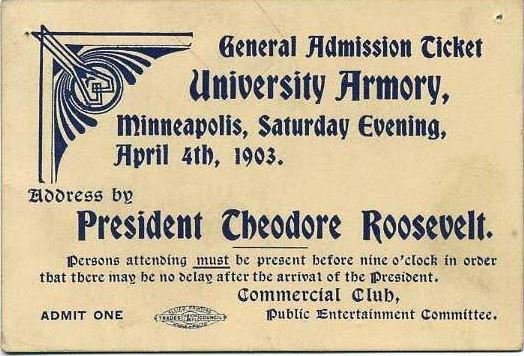 General Admission Ticket
University Armory,
Minneapolis, Saturday Evening,
April 4th, 1903.
Address by
President Theodore Roosevelt.
Persons attending must be present before nine o'clock in order
that there may be no delay after the arrival of the President.
Commercial Club,
ADMIT ONE
TRADES COUNCIL
Public Entertainment Committee.